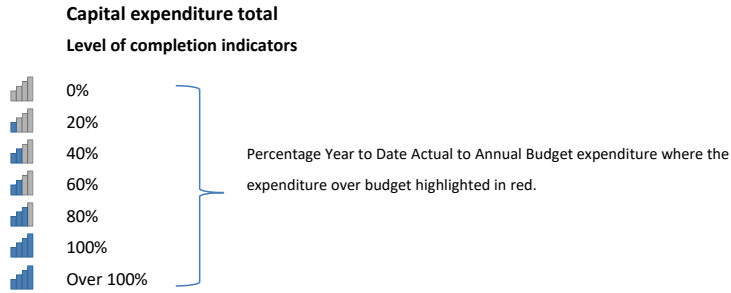 Capital expenditure total
Level of completion indicators
0%
20%
40%
60%
80%
100%
Over 100%
Percentage Year to Date Actual to Annual Budget expenditure where the
expenditure over budget highlighted in red.